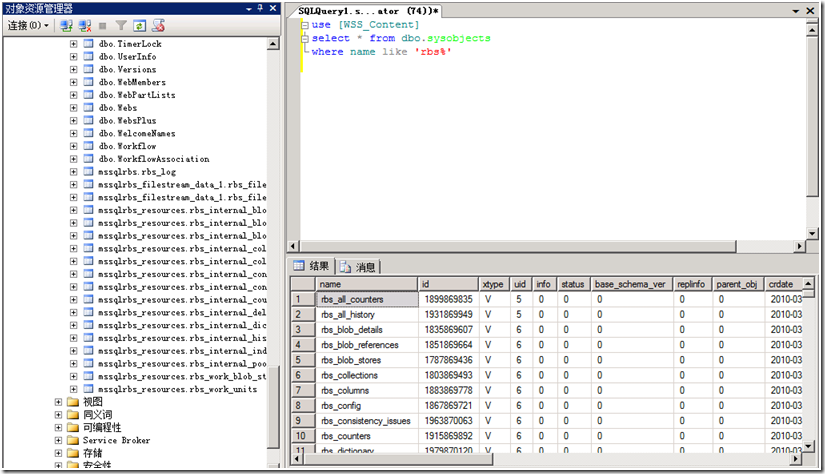 对象资源管理器
连接(O)
dbo.TimerLock
dbo.UserInfo
dbo.Versions
dbo.WebMembers
dbo.WebPartLists
dbo.Webs
dbo.WebsPlus
dbo.WelcomeNames
dbo.Workflow
dbo.WorkflowAssociation
mssqlrbs.rbs_log
mssqlrbs_filestream_data_1.rbs_file
mssqlrbs_filestream_data_1.rbs_file
mssqlrbs_resources.rbs_internal_blo
mssqlrbs_resources.rbs_internal_blo
mssqlrbs_resources.rbs_internal_blo
mssqlrbs_resources.rbs_internal_col
mssqlrbs_resources.rbs_internal_col
mssqlrbs_resources.rbs_internal_con
mssqlrbs_resources.rbs_internal_con
mssqlrbs_resources.rbs_internal_cou
mssqlrbs_resources.rbs_internal_del
mssqlrbs_resources.rbs_internal_dic
mssqlrbs_resources.rbs_internal_his
mssqlrbs_resources.rbs_internal_ind
mssqlrbs_resources.rbs_internal_poo
mssqlrbs_resources.rbs_work_blob_st
mssqlrbs_resources.rbs_work_units
视图
同义词
可编程性
Service Broker
存储
安全性
SQLQuery1.s...ator (74))*
use [WSS_Content]
select * from dbo.sysobjects
where name like 'rbs%'
结果 消息
name id xtype uid info status base_schema_ver replinfo parent_obj crdate
1 rbs_all_counters 1899869835 V 5 0 0 0 0 0 2010-03
2 rbs_all_history 1931869949 V 5 0 0 0 0 0 2010-03
3 rbs_blob_details 1835869607 V 6 0 0 0 0 0 2010-03
4 rbs_blob_references 1851869664 V 6 0 0 0 0 0 2010-03
5 rbs_blob_stores 1787869436 V 6 0 0 0 0 0 2010-03
6 rbs_collections 1803869493 V 6 0 0 0 0 0 2010-03
7 rbs_columns 1883869778 V 6 0 0 0 0 0 2010-03
8 rbs_config 1867869721 V 6 0 0 0 0 0 2010-03
9 rbs_consistency_issues 1963870063 V 6 0 0 0 0 0 2010-03
10 rbs_counters 1915869892 V 6 0 0 0 0 0 2010-03
11 rbs_dictionary 1979870120 V 6 0 0 0 0 0 2010-03